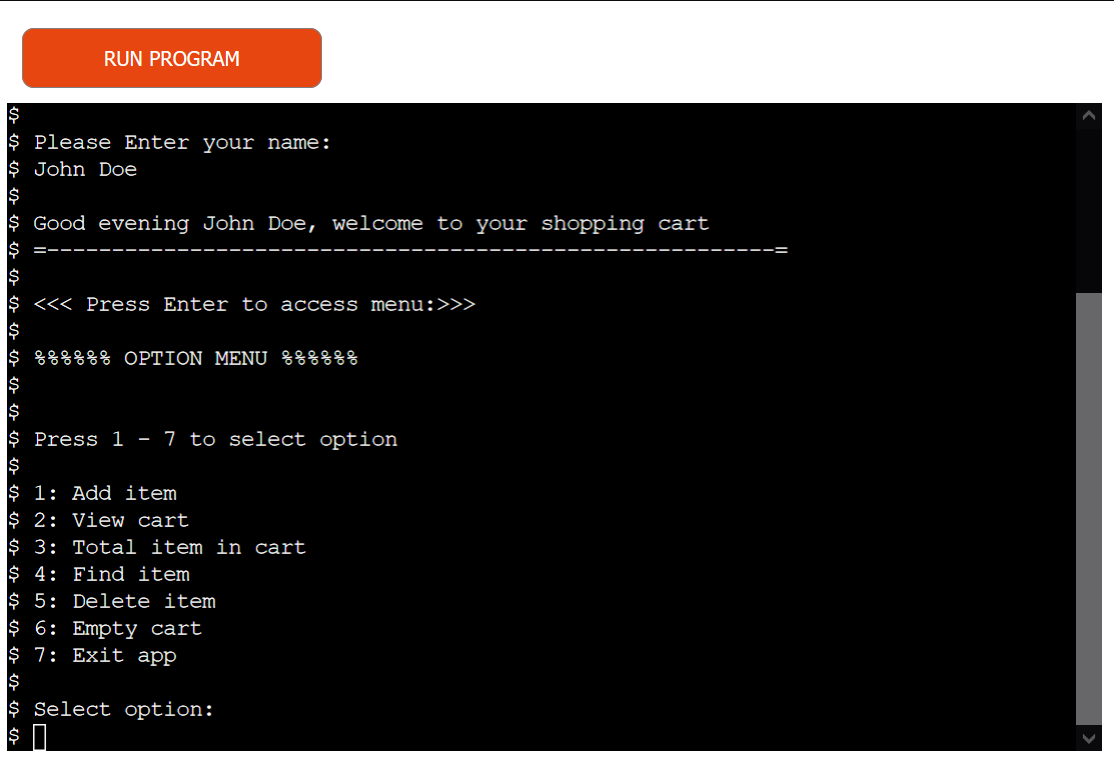 RUN PROGRAM
$
$ Please Enter your name:
$ John Doe
$
$ Good evening John Doe, welcome to your shopping cart
$ =--------------------------------------------------------=
$
$ <<< Press Enter to access menu:>>>
$
$ %%%%%% OPTION MENU %%%%%%
$
$
$ Press 1 - 7 to select option
$
$ 1: Add item
$ 2: View cart
$ 3: Total item in cart
$ 4: Find item
$ 5: Delete item
$ 6: Empty cart
$ 7: Exit app
$
$ Select option:
$